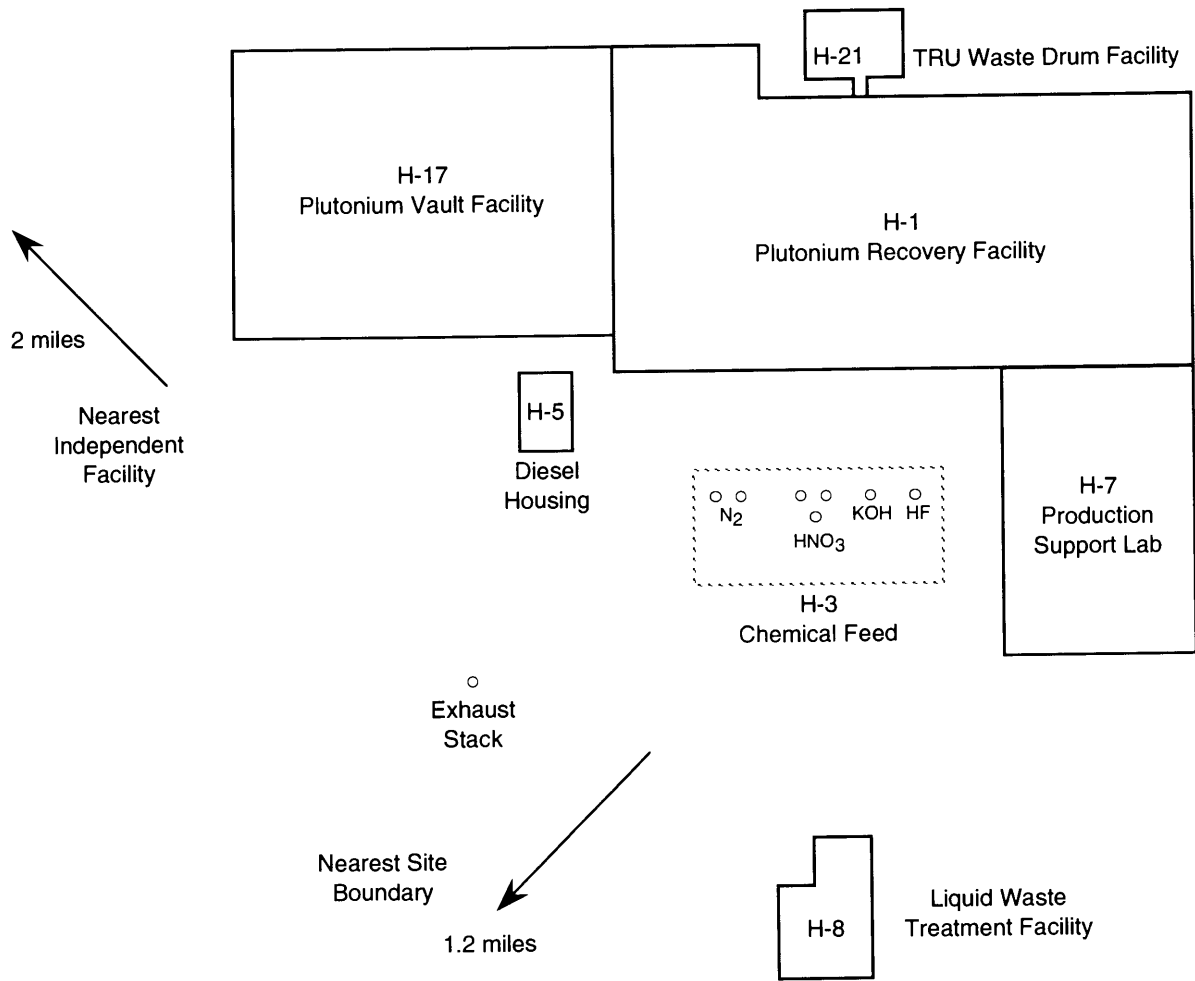 H-21
TRU Waste Drum Facility
H-17
Plutonium Vault Facility
H-1
Plutonium Recovery Facility
2 miles
Nearest
Independent
Facility
H-5
Diesel
Housing
N2
HNO3
KOH
HF
H-7
Production
Support Lab
H-3
Chemical Feed
Exhaust
Stack
Nearest Site
Boundary
1.2 miles
H-8
Liquid Waste
Treatment Facility